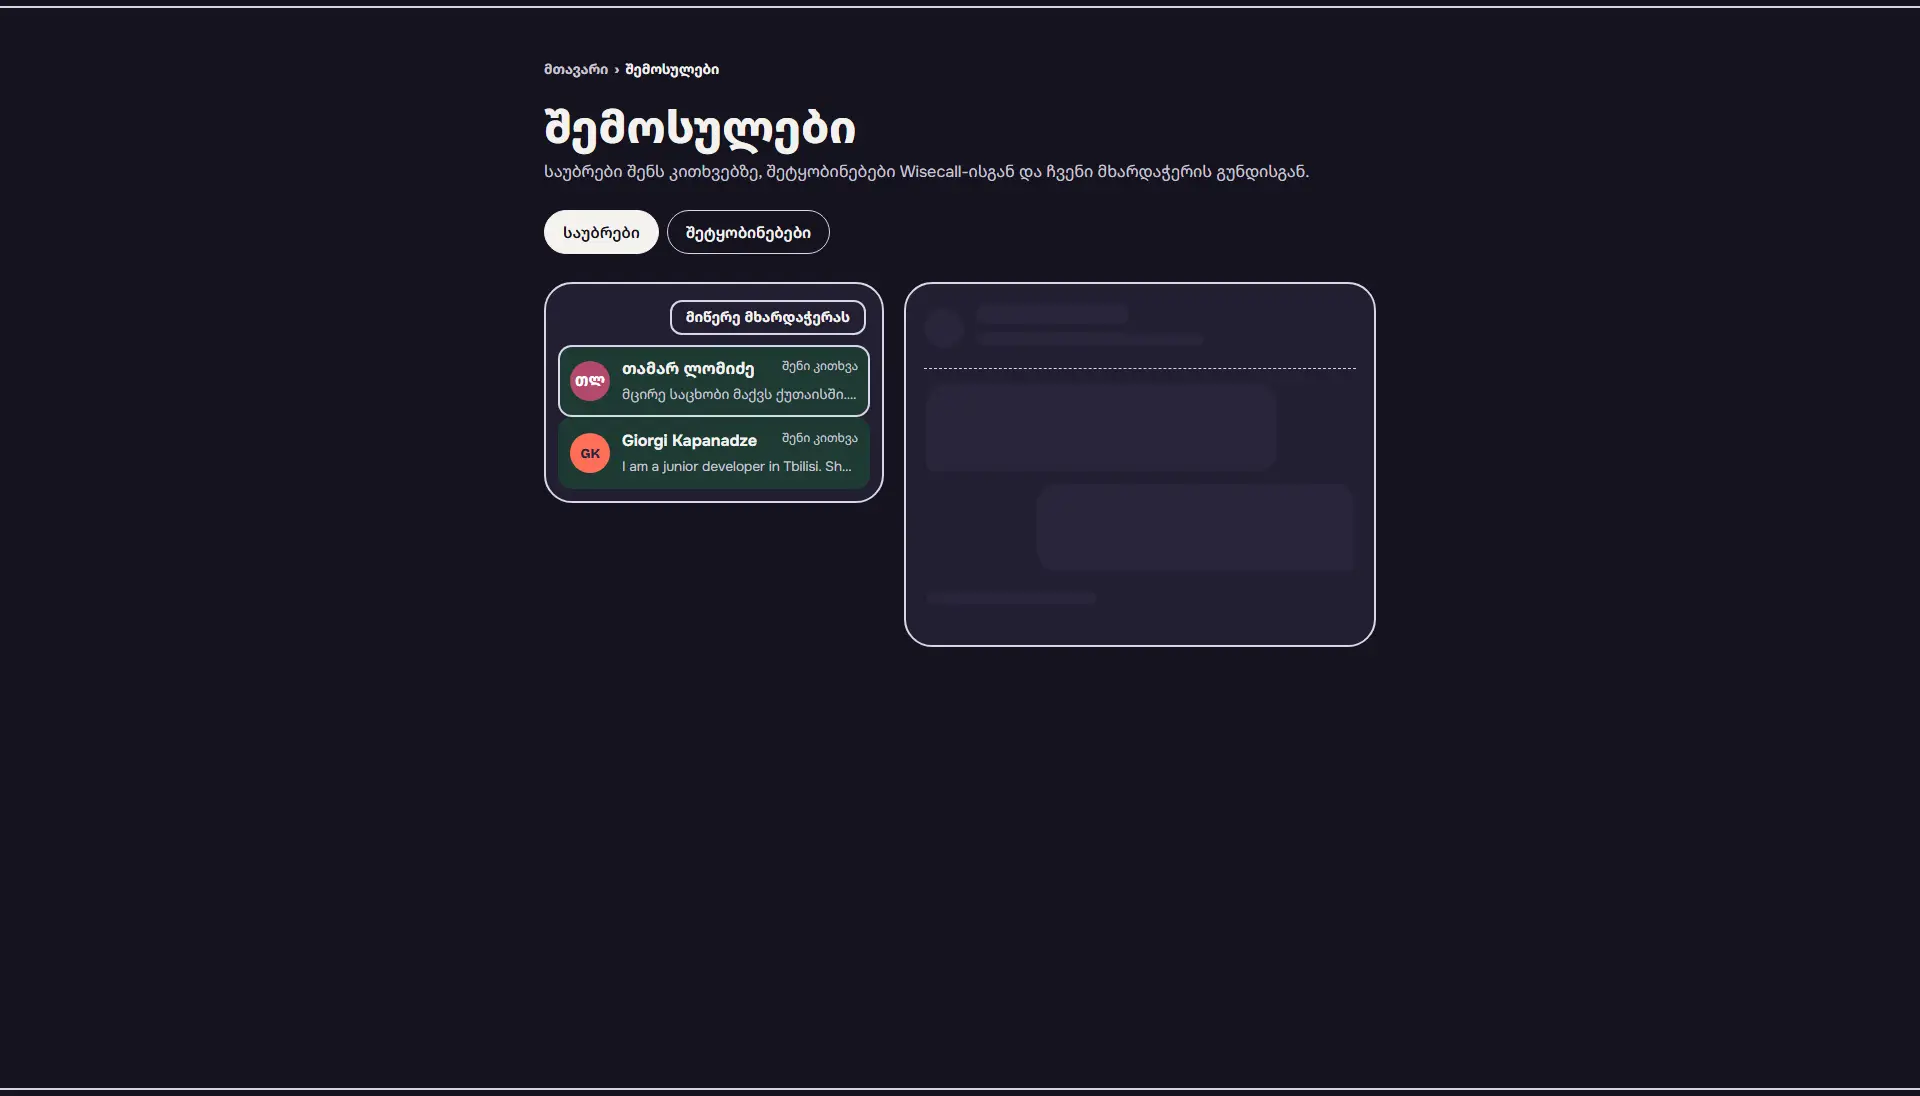 მთავარი › შემოსულები
შემოსულები
საუბრები შენს კითხვებზე, შეტყობინებები Wisecall-ისგან და ჩვენი მხარდაჭერის გუნდისგან.
საუბრები
შეტყობინებები
მიწერე მხარდაჭერას
თლ
თამარ ლომიძე
შენი კითხვა
მცირე საცხობი მაქვს ქუთაისში....
GK
Giorgi Kapanadze
შენი კითხვა
I am a junior developer in Tbilisi. Sh...